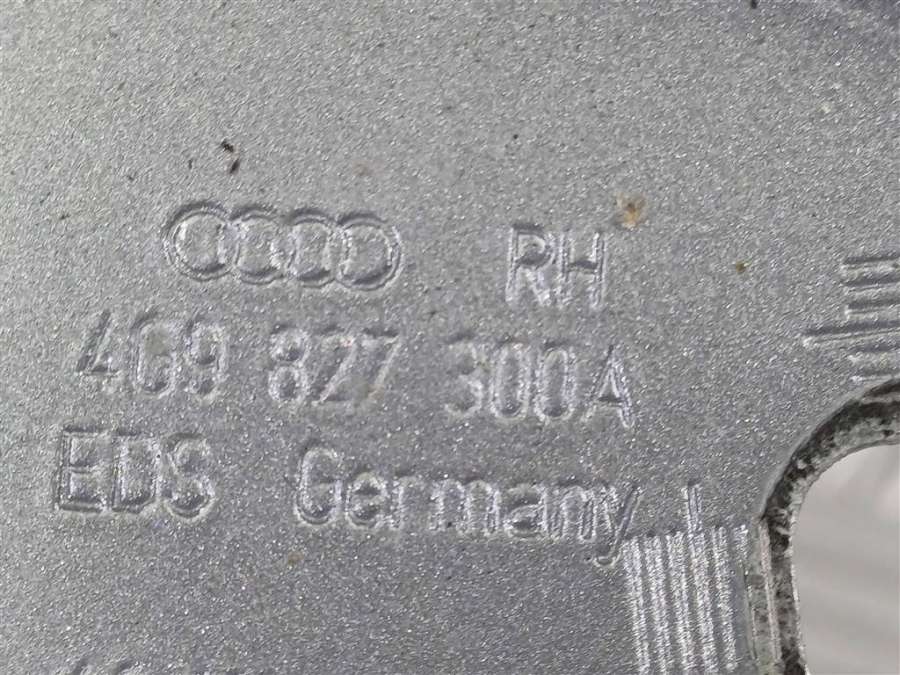 RH
4G9 827 300A
EDS Germany